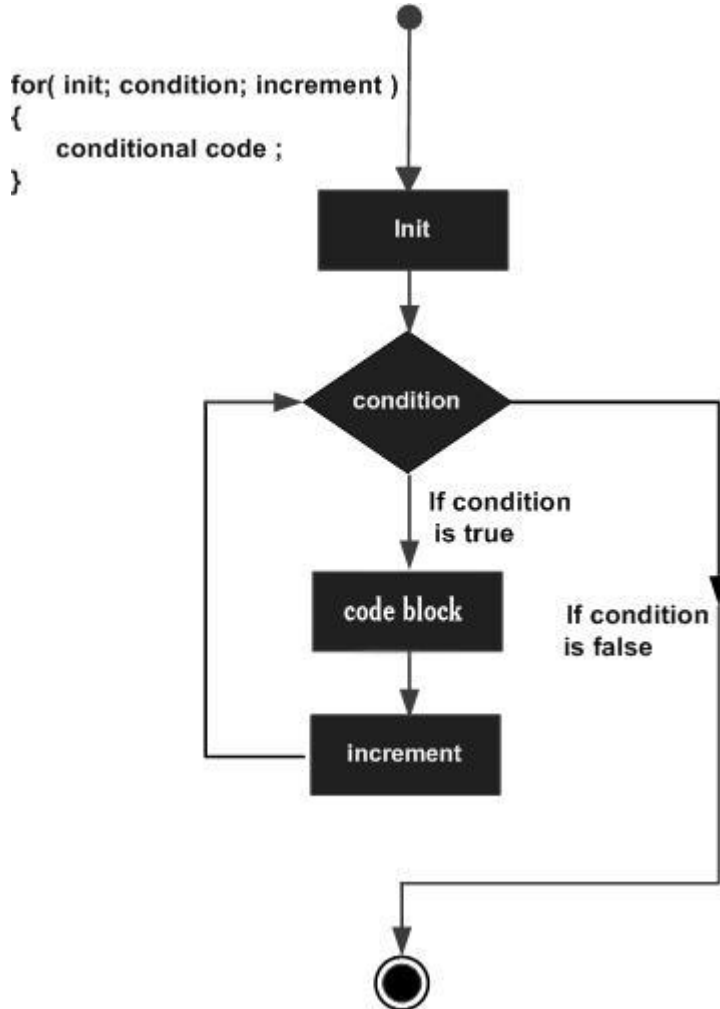 for( init; condition; increment )
{
conditional code ;
}
Init
condition
If condition
is true
code block
If condition
is false
increment